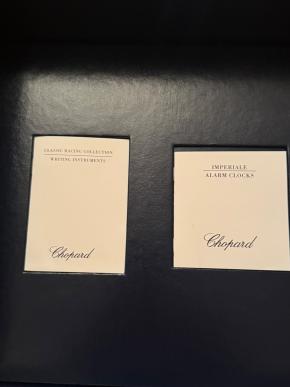 CLASSIC RACING COLLECTION
WRITING INSTRUMENTS
Chopard
IMPERIALE
ALARM CLOCKS
Chopard